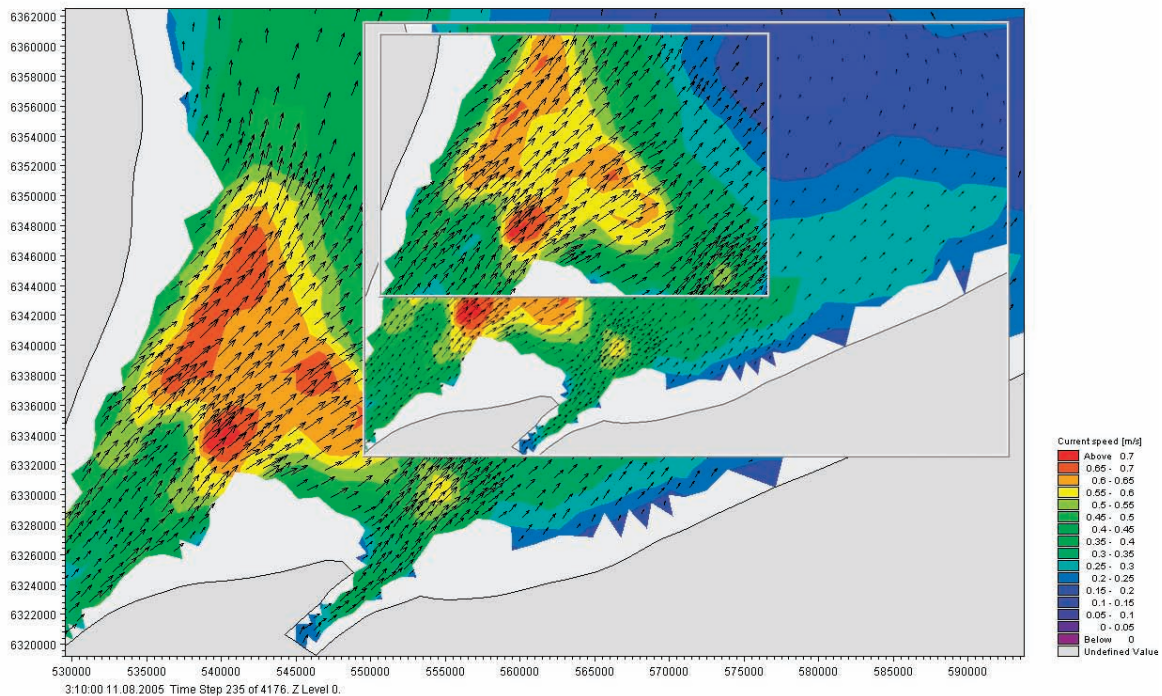 6362000
6360000
6358000
6356000
6354000
6352000
6350000
6348000
6346000
6344000
6342000
6340000
6338000
6336000
6334000
6332000
6330000
6328000
6326000
6324000
6322000
6320000
530000 535000 540000 545000 550000 555000 560000 565000 570000 575000 580000 585000 590000
3:10:00 11.08.2005 Time Step 235 of 4176. Z Level 0.
Current speed [m/s]
Above 0.7
0.65 - 0.7
0.6 - 0.65
0.55 - 0.6
0.5 - 0.55
0.45 - 0.5
0.4 - 0.45
0.35 - 0.4
0.3 - 0.35
0.25 - 0.3
0.2 - 0.25
0.15 - 0.2
0.1 - 0.15
0.05 - 0.1
0 - 0.05
Below 0
Undefined Value